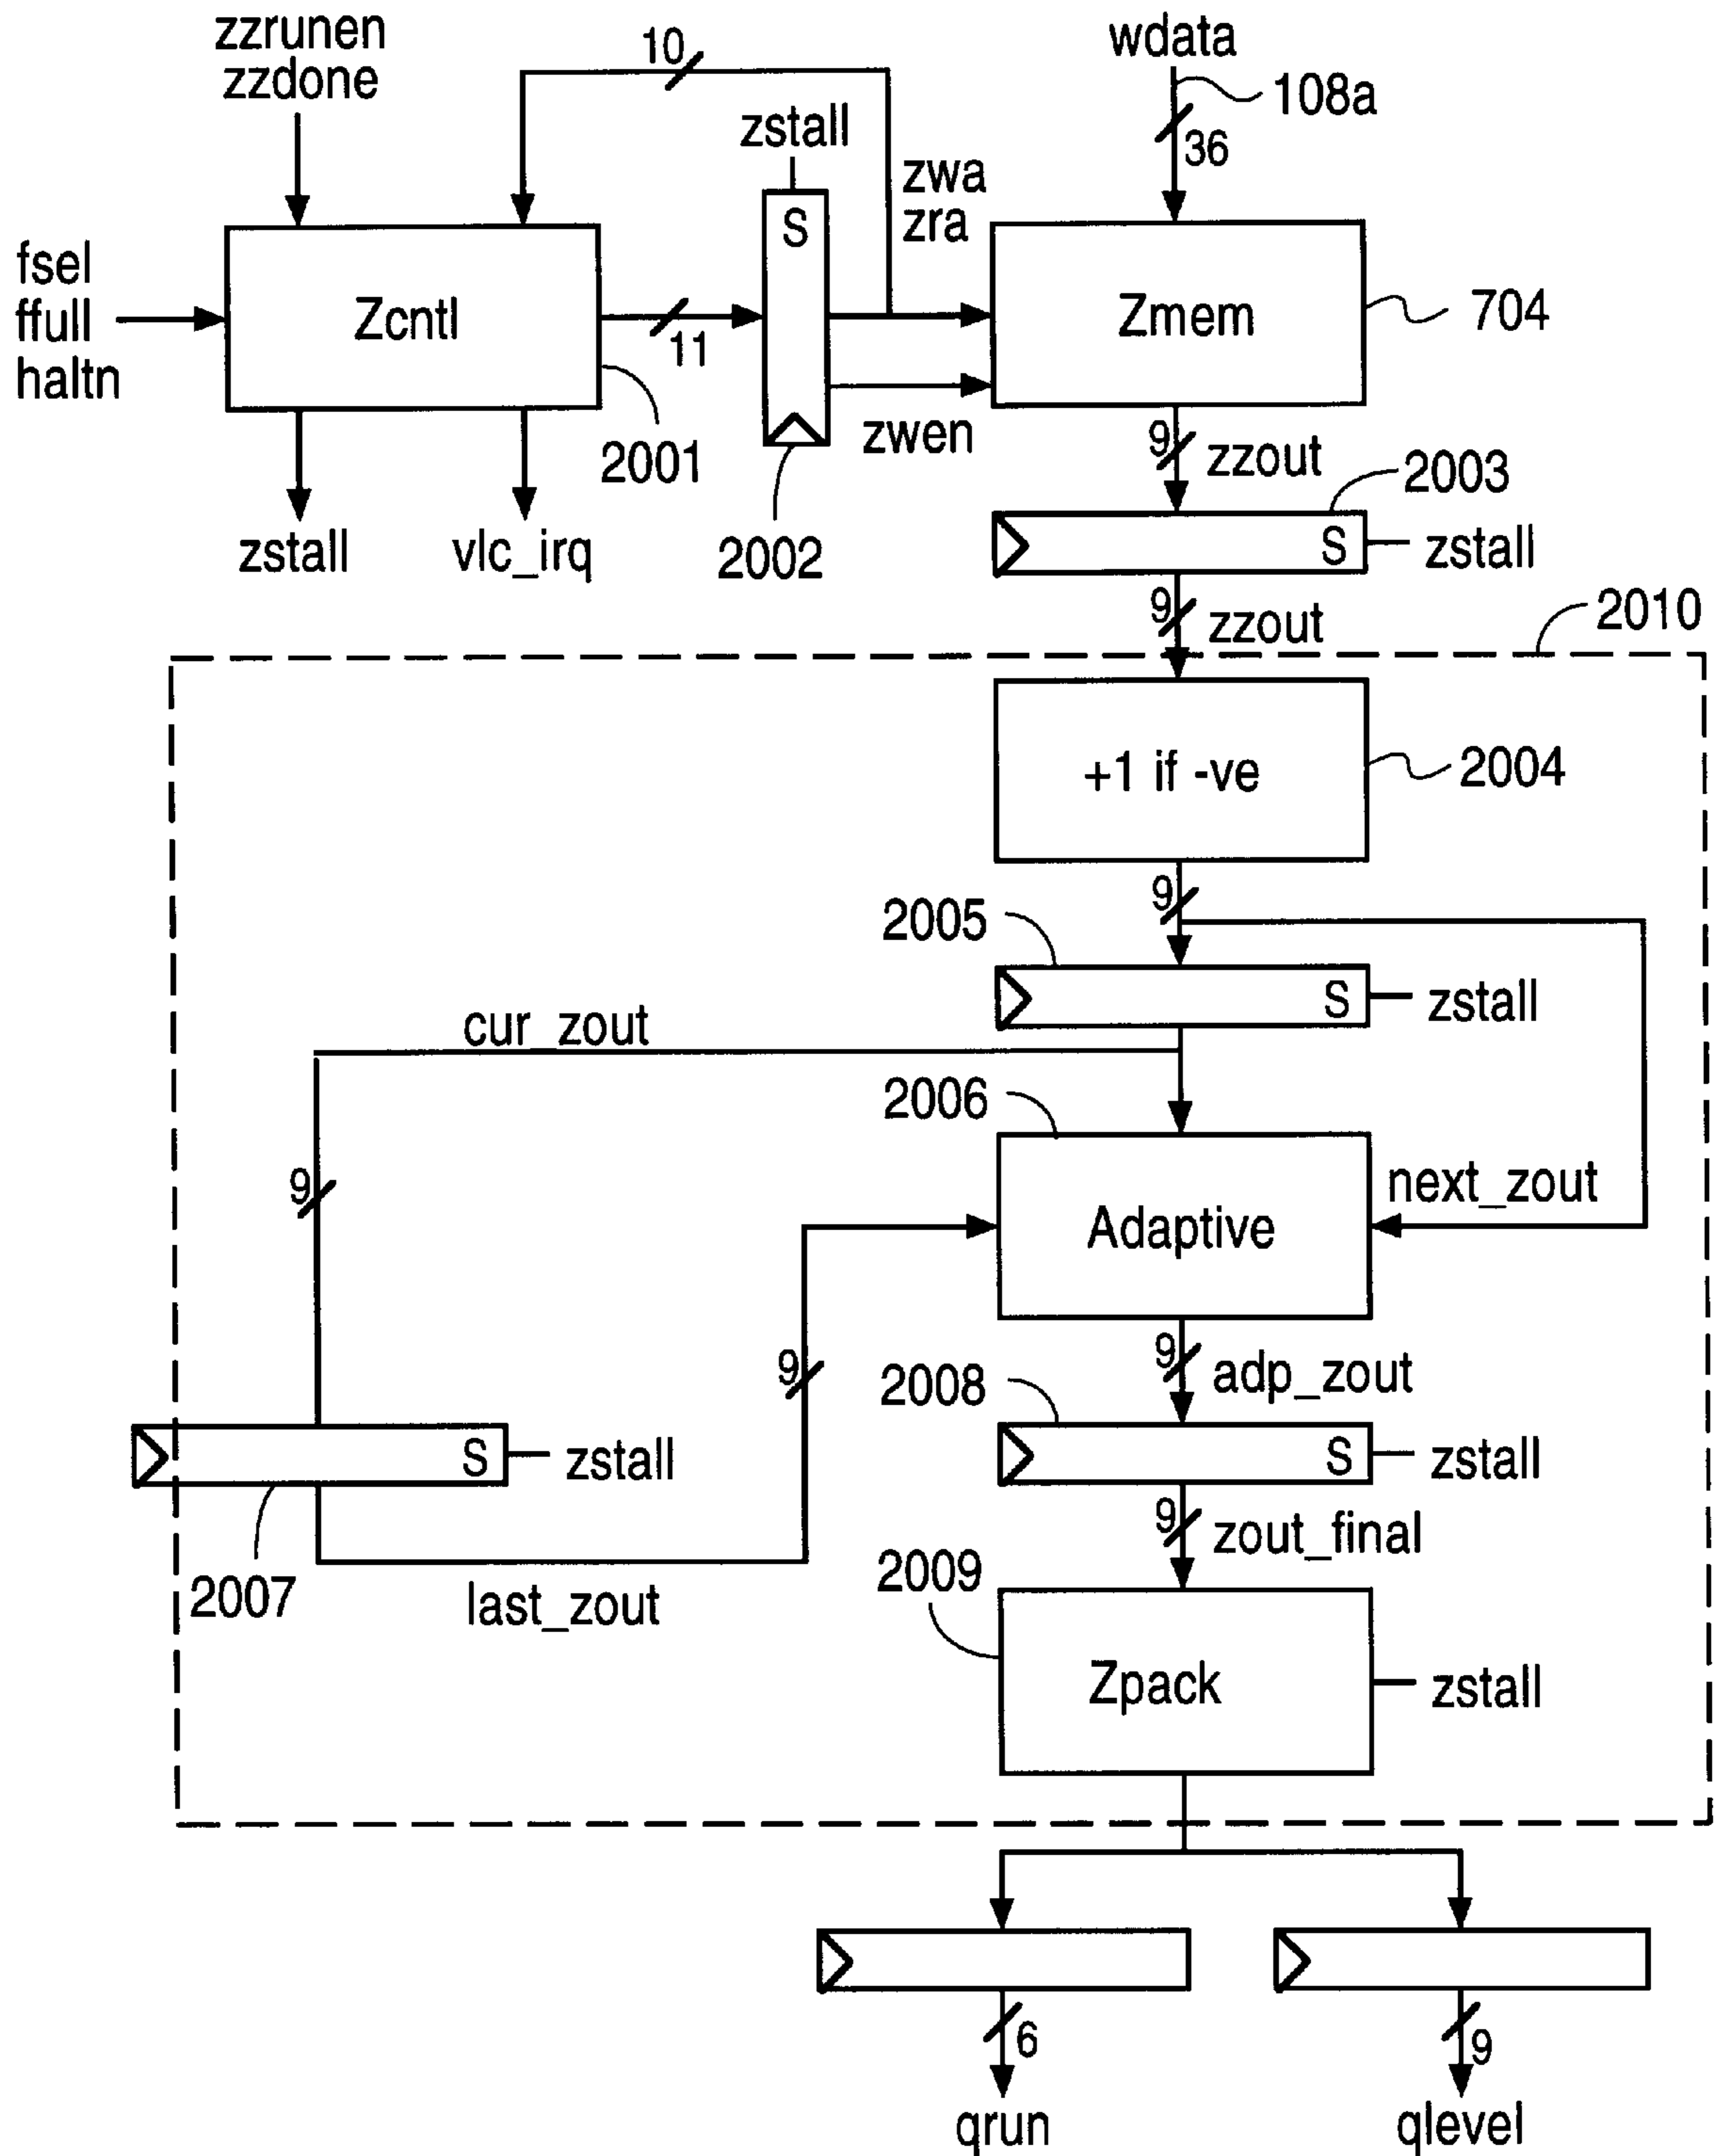 zzrunen
zzdone
10
wdata
108a
36
zstall
S
zwa
zra
fsel
ffull
haltn
Zcntl
11
Zmem
704
2001
zwen
2002
zstall
vlc_irq
9
zzout
2003
S
zstall
9
zzout
2010
+1 if -ve
2004
9
2005
S
zstall
cur_zout
2006
9
next_zout
Adaptive
9
9
adp_zout
2008
S
zstall
S
zstall
9
zout_final
2007
last_zout
2009
Zpack
zstall
6
9
qrun
qlevel